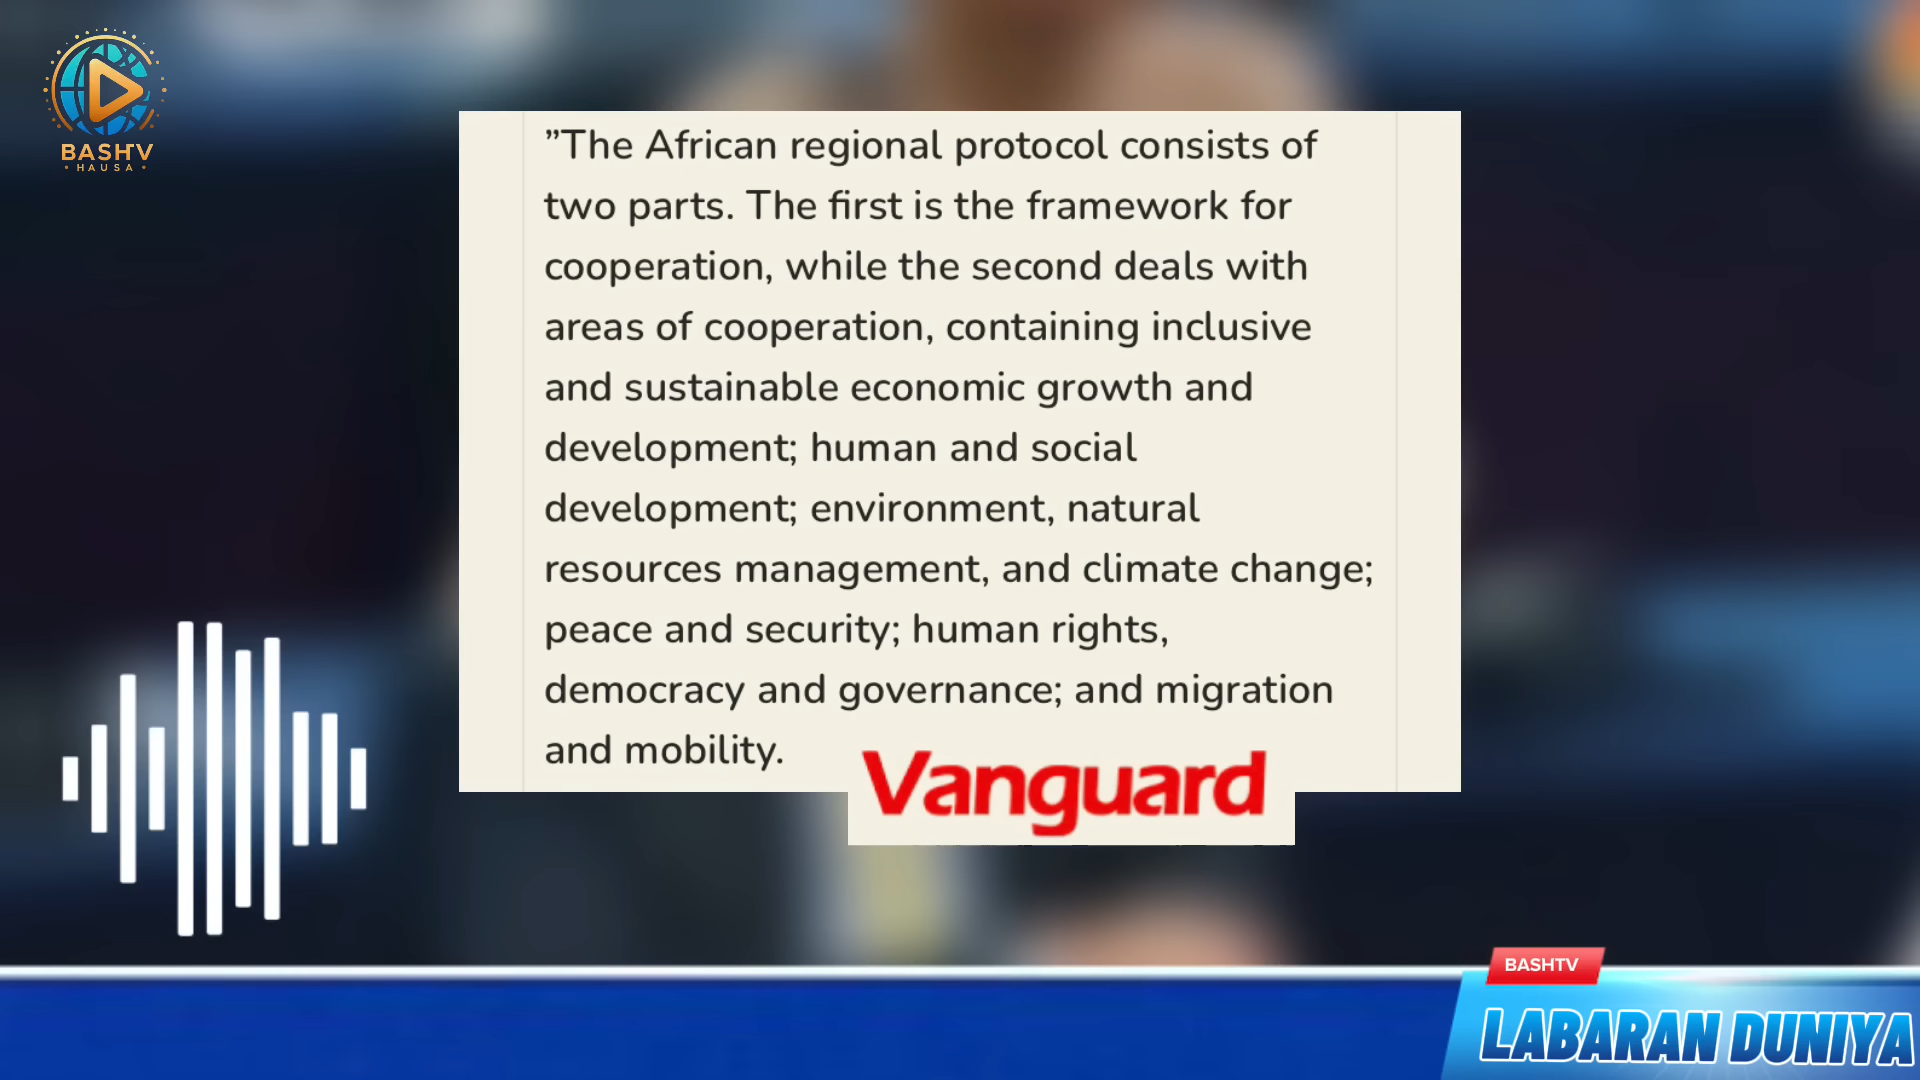 BASHTV
• HAUSA •
”The African regional protocol consists of
two parts. The first is the framework for
cooperation, while the second deals with
areas of cooperation, containing inclusive
and sustainable economic growth and
development; human and social
development; environment, natural
resources management, and climate change;
peace and security; human rights,
democracy and governance; and migration
and mobility.
Vanguard
BASHTV
LABARAN DUNIYA